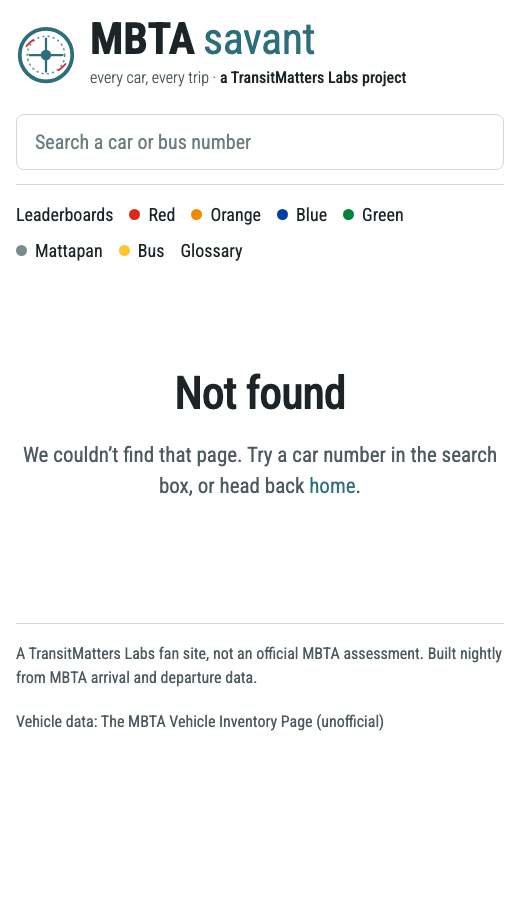 MBTA savant
every car, every trip · a TransitMatters Labs project
Search a car or bus number
Leaderboards Red Orange Blue Green
Mattapan Bus Glossary
Not found
We couldn’t find that page. Try a car number in the search
box, or head back home.
A TransitMatters Labs fan site, not an official MBTA assessment. Built nightly
from MBTA arrival and departure data.
Vehicle data: The MBTA Vehicle Inventory Page (unofficial)